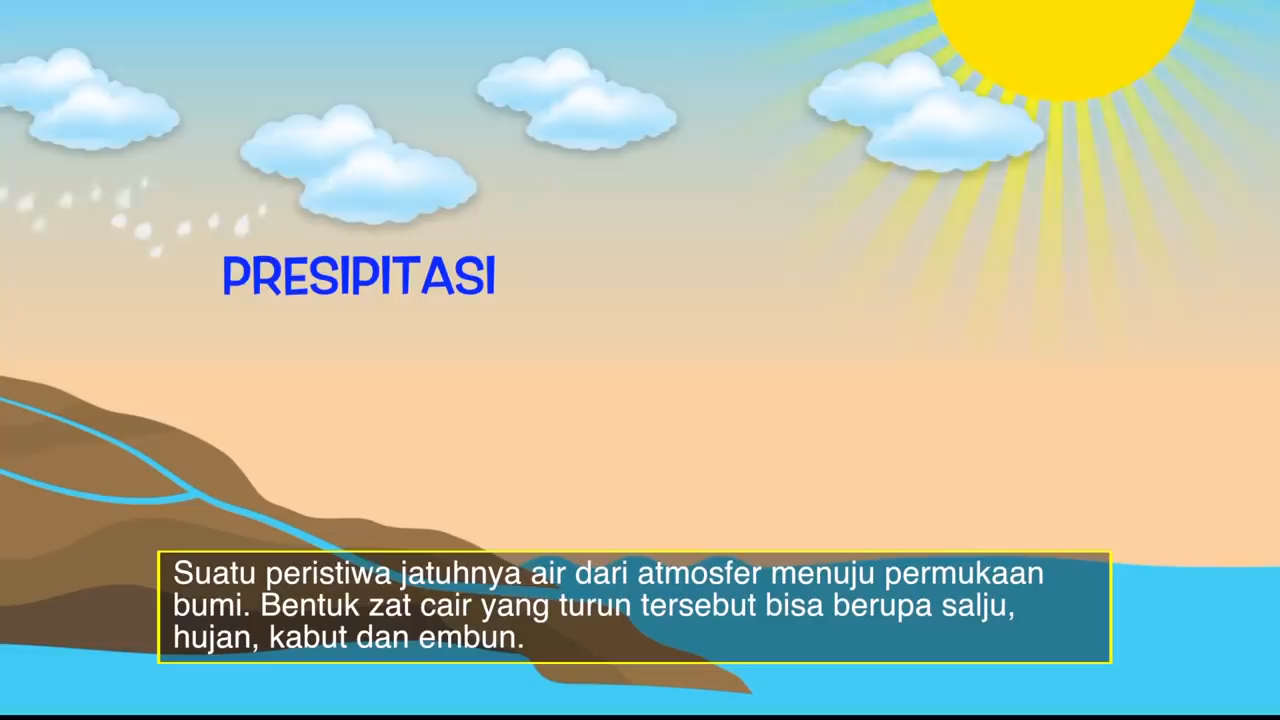 PRESIPITASI
Suatu peristiwa jatuhnya air dari atmosfer menuju permukaan
bumi. Bentuk zat cair yang turun tersebut bisa berupa salju,
hujan, kabut dan embun.